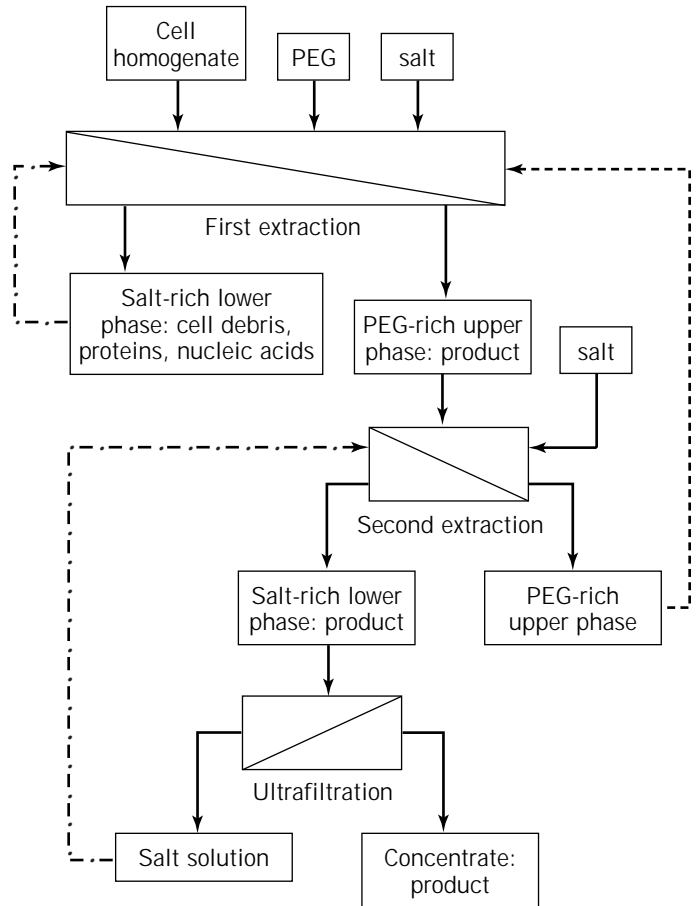 Cell
homogenate
PEG
salt
First extraction
Salt-rich lower
phase: cell debris,
proteins, nucleic acids
PEG-rich upper
phase: product
salt
Second extraction
Salt-rich lower
phase: product
PEG-rich
upper phase
Ultrafiltration
Salt solution
Concentrate:
product